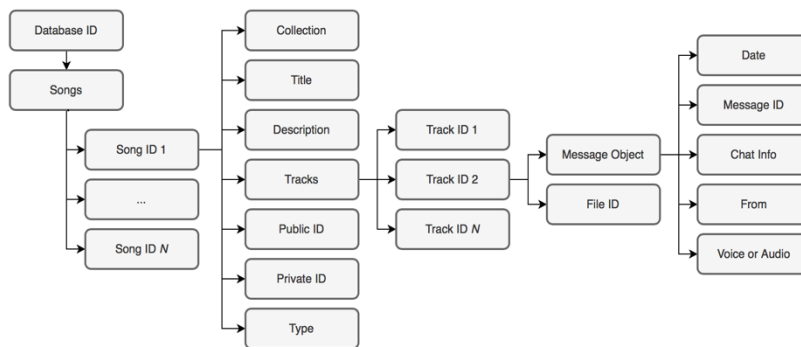 Database ID
Songs
Song ID 1
...
Song ID N
Collection
Title
Description
Tracks
Public ID
Private ID
Type
Track ID 1
Track ID 2
Track ID N
Message Object
File ID
Date
Message ID
Chat Info
From
Voice or Audio